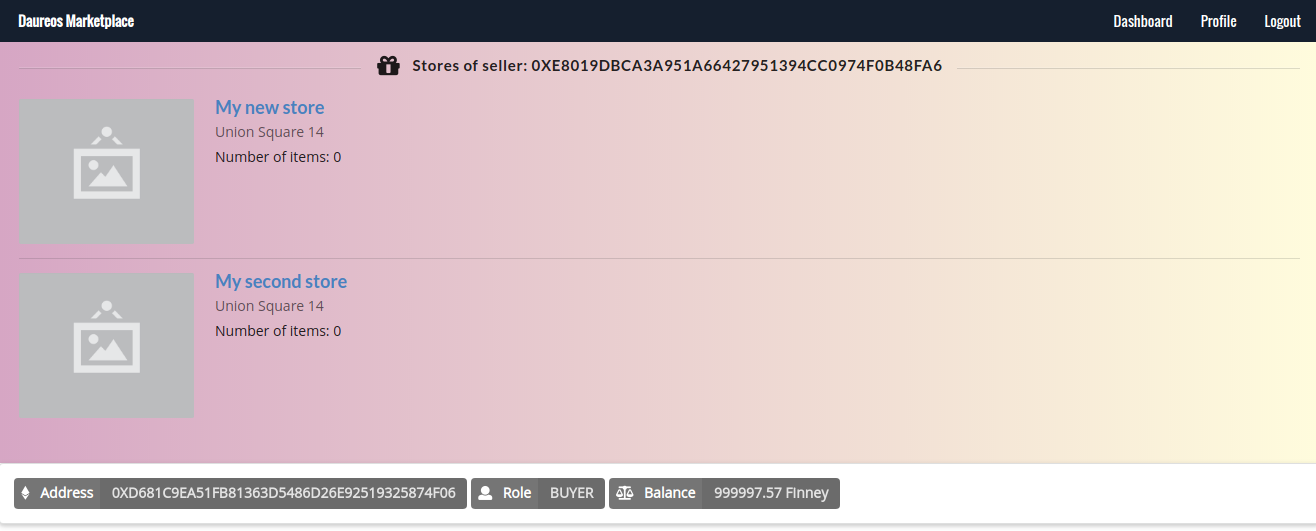 Daureos Marketplace Dashboard Profile Logout
Stores of seller: 0XE8019DBCA3A951A66427951394CC0974F0B48FA6
My new store
Union Square 14
Number of items: 0
My second store
Union Square 14
Number of items: 0
Address 0XD681C9EA51FB81363D5486D26E92519325874F06 Role BUYER Balance 999997.57 Finney